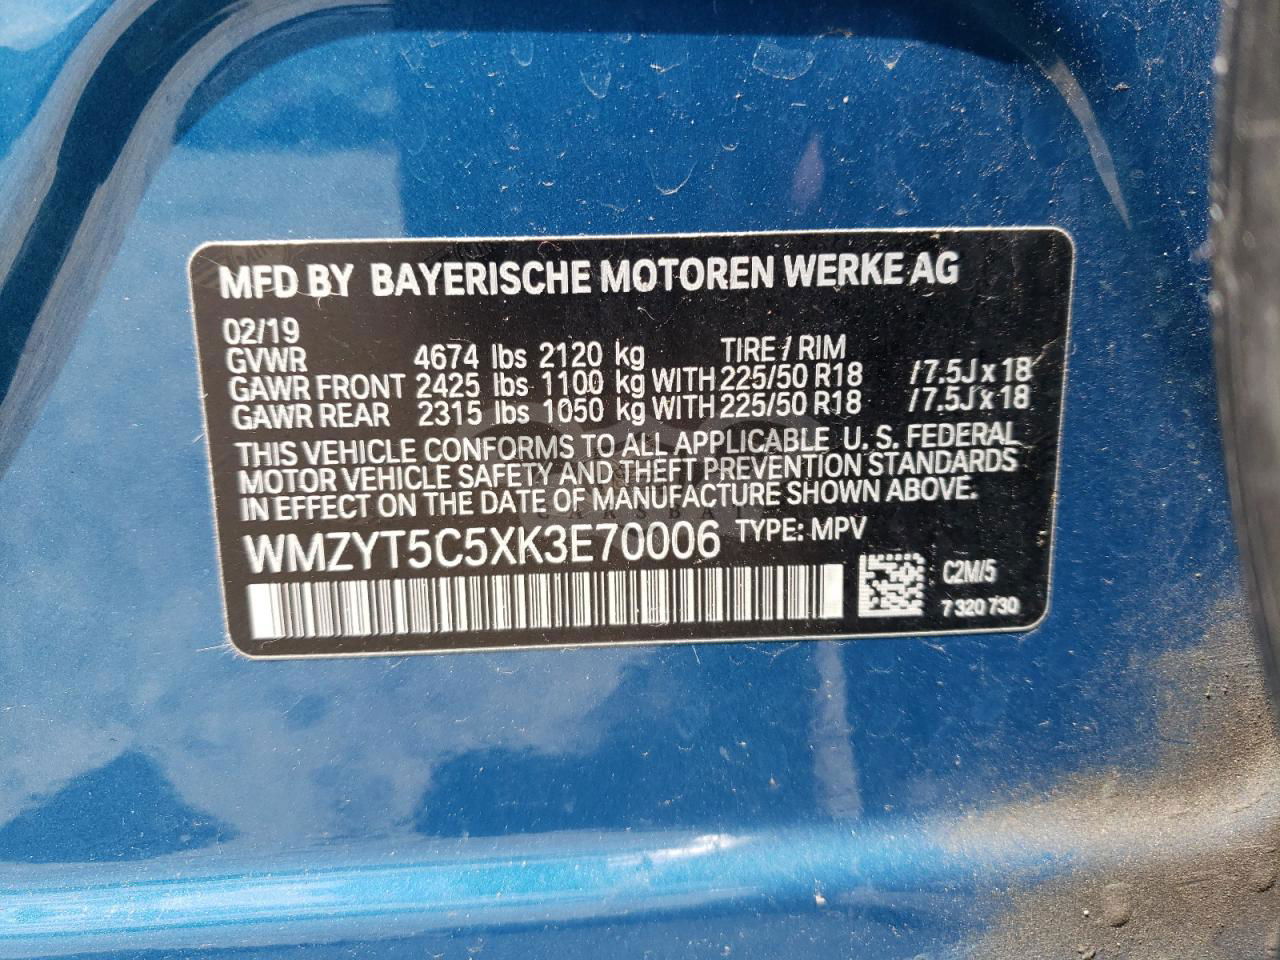 MFD BY BAYERISCHE MOTOREN WERKE AG
02/19
GVWR 4674 lbs 2120 kg TIRE / RIM
GAWR FRONT 2425 lbs 1100 kg WITH 225/50 R18 /7.5J x 18
GAWR REAR 2315 lbs 1050 kg WITH 225/50 R18 /7.5J x 18
THIS VEHICLE CONFORMS TO ALL APPLICABLE U. S. FEDERAL
MOTOR VEHICLE SAFETY AND THEFT PREVENTION STANDARDS
IN EFFECT ON THE DATE OF MANUFACTURE SHOWN ABOVE.
WMZYT5C5XK3E70006 TYPE: MPV
C2M/5
7 320 730